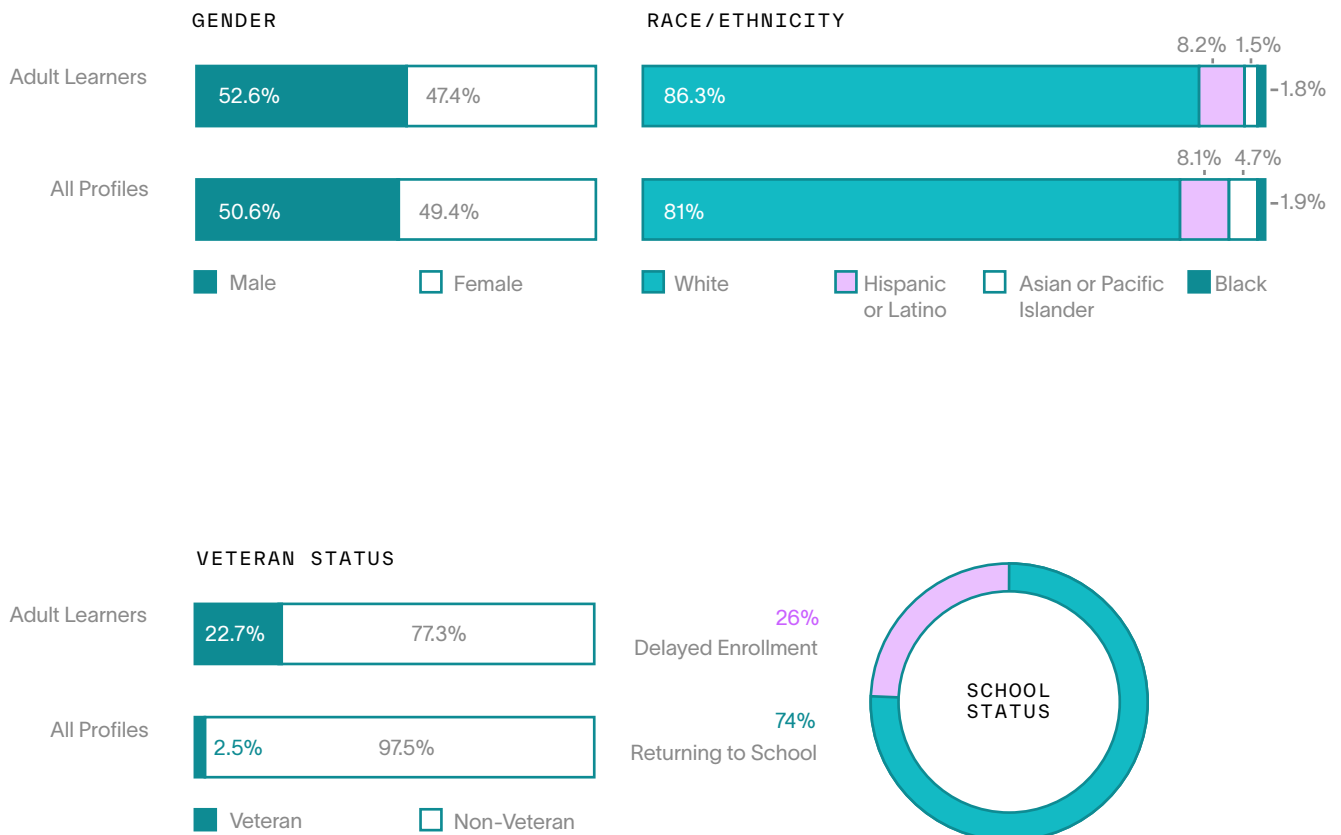 GENDER
RACE/ETHNICITY
8.2% 1.5%
Adult Learners
52.6% 47.4%
86.3%
-1.8%
8.1% 4.7%
All Profiles
50.6% 49.4%
81%
-1.9%
Male
Female
White
Hispanic
or Latino
Asian or Pacific
Islander
Black
VETERAN STATUS
Adult Learners
22.7% 77.3%
All Profiles
2.5% 97.5%
Veteran
Non-Veteran
26%
Delayed Enrollment
74%
Returning to School
SCHOOL
STATUS